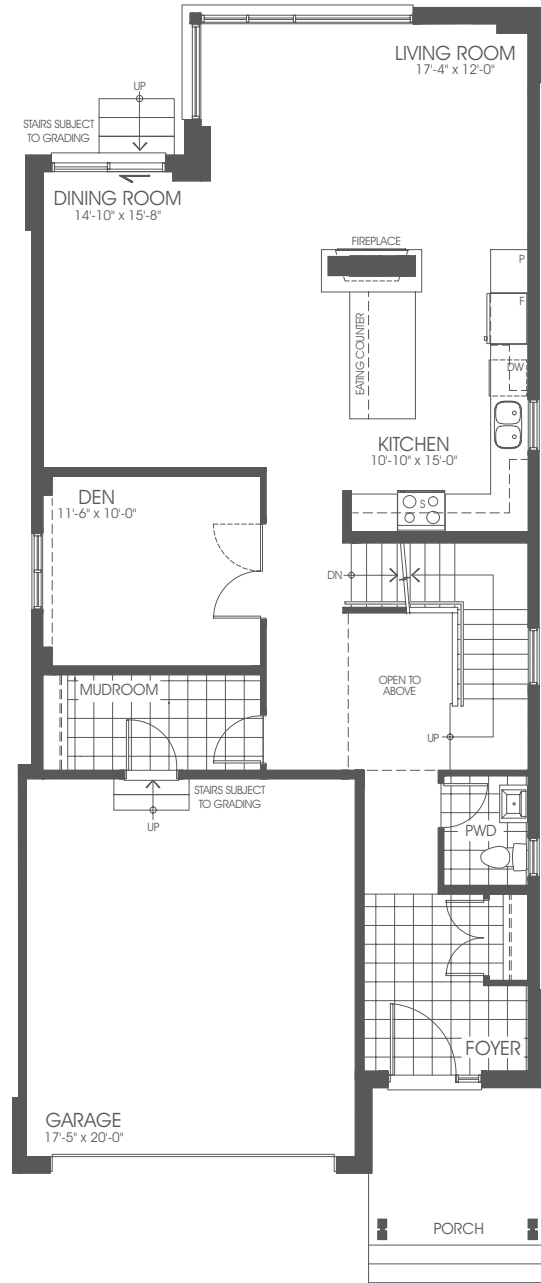 LIVING ROOM
17'-4" x 12'-0"
UP
STAIRS SUBJECT
TO GRADING
DINING ROOM
14'-10" x 15'-8"
FIREPLACE
P
F
EATING COUNTER
DW
KITCHEN
10'-10" x 15'-0"
S
DEN
11'-6" x 10'-0"
DN
MUDROOM
OPEN TO
ABOVE
UP
STAIRS SUBJECT
TO GRADING
UP
PWD
FOYER
GARAGE
17'-5" x 20'-0"
PORCH